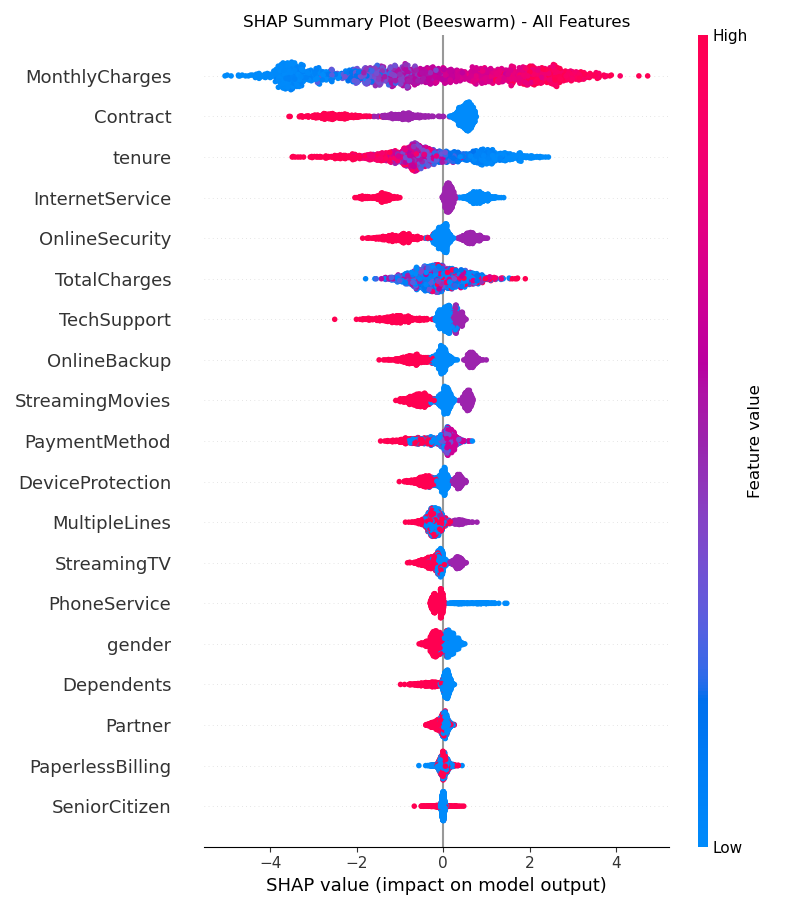 SHAP Summary Plot (Beeswarm) - All Features
High
MonthlyCharges
Contract
tenure
InternetService
OnlineSecurity
TotalCharges
TechSupport
OnlineBackup
StreamingMovies
PaymentMethod
DeviceProtection
MultipleLines
StreamingTV
PhoneService
gender
Dependents
Partner
PaperlessBilling
SeniorCitizen
Feature value
Low
−4 −2 0 2 4
SHAP value (impact on model output)